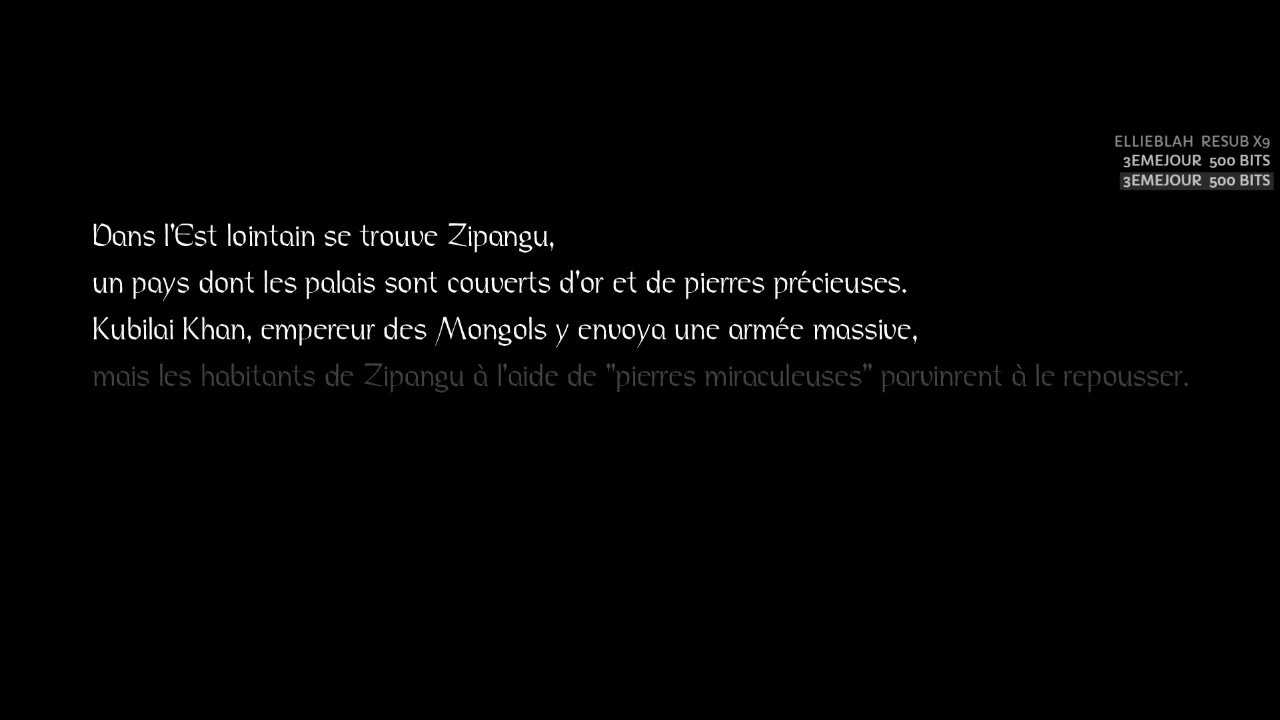 ELLIEBLAH RESUB X9
3EMEJOUR 500 BITS
3EMEJOUR 500 BITS
Dans l'Est lointain se trouve Zipangu,
un pays dont les palais sont couverts d'or et de pierres précieuses.
Kubilai Khan, empereur des Mongols y envoya une armée massive,
mais les habitants de Zipangu à l'aide de "pierres miraculeuses" parvinrent à le repousser.